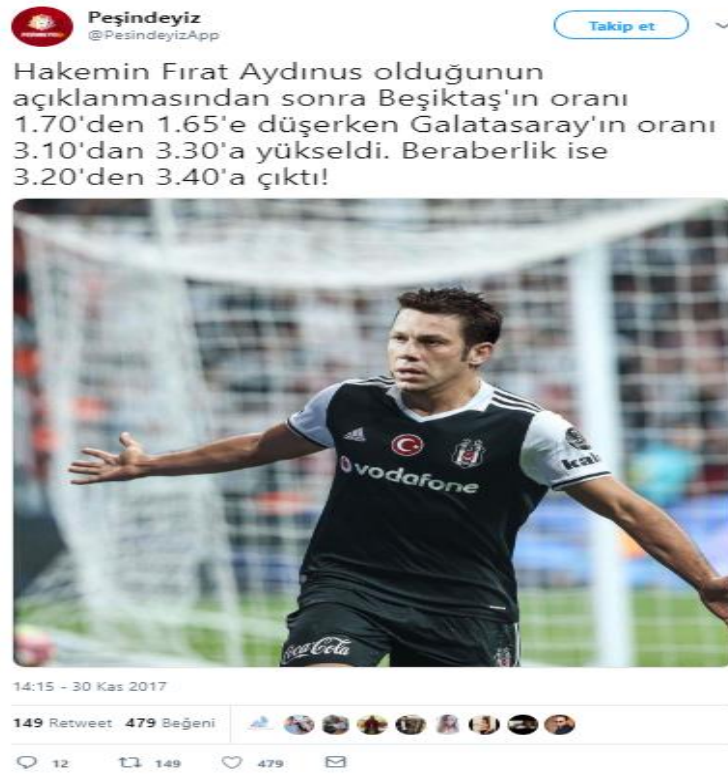 Peşindeyiz
@PesindeyizApp
Takip et
Hakemin Fırat Aydınus olduğunun
açıklanmasından sonra Beşiktaş'ın oranı
1.70'den 1.65'e düşerken Galatasaray'ın oranı
3.10'dan 3.30'a yükseldi. Beraberlik ise
3.20'den 3.40'a çıktı!
vodafone
Coca-Cola
14:15 - 30 Kas 2017
149 Retweet 479 Beğeni
12 149 479